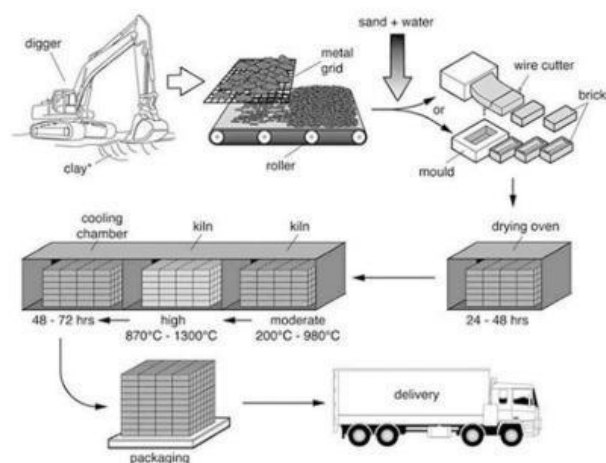 digger
clay*
metal
grid
roller
sand + water
wire cutter
or
brick
mould
drying oven
24 - 48 hrs
cooling
chamber
kiln
kiln
48 - 72 hrs
high
870°C - 1300°C
moderate
200°C - 980°C
packaging
delivery